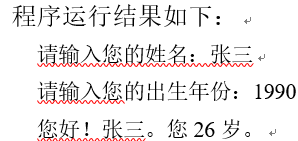 程序运行结果如下：
请输入您的姓名：张三
请输入您的出生年份：1990
您好！张三。您 26 岁。